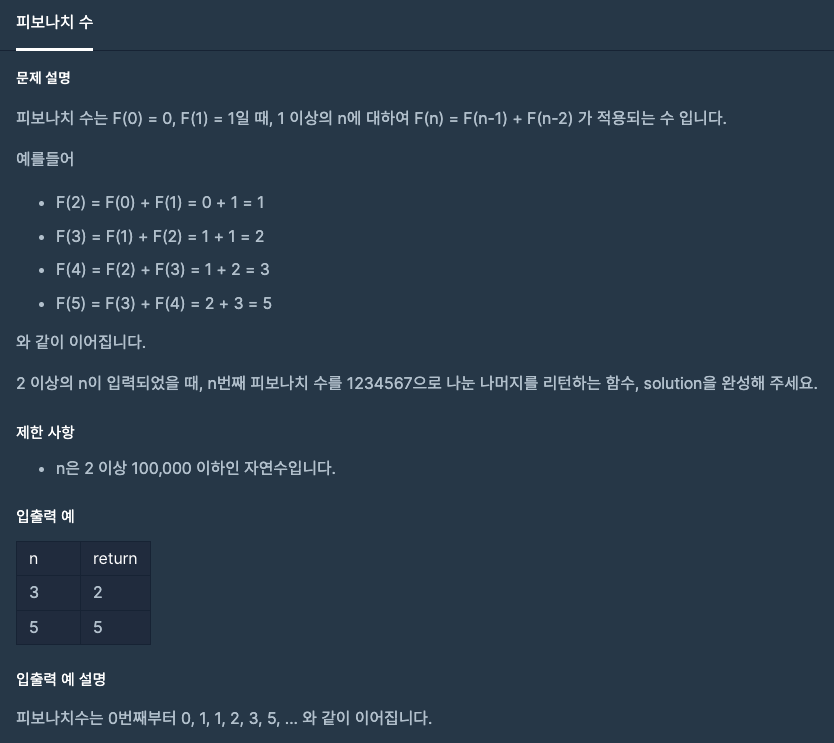 피보나치 수
문제 설명
피보나치 수는 F(0) = 0, F(1) = 1일 때, 1 이상의 n에 대하여 F(n) = F(n-1) + F(n-2) 가 적용되는 수 입니다.
예를들어
• F(2) = F(0) + F(1) = 0 + 1 = 1
• F(3) = F(1) + F(2) = 1 + 1 = 2
• F(4) = F(2) + F(3) = 1 + 2 = 3
• F(5) = F(3) + F(4) = 2 + 3 = 5
와 같이 이어집니다.
2 이상의 n이 입력되었을 때, n번째 피보나치 수를 1234567으로 나눈 나머지를 리턴하는 함수, solution을 완성해 주세요.
제한 사항
• n은 2 이상 100,000 이하인 자연수입니다.
입출력 예
n return
3 2
5 5
입출력 예 설명
피보나치수는 0번째부터 0, 1, 1, 2, 3, 5, ... 와 같이 이어집니다.